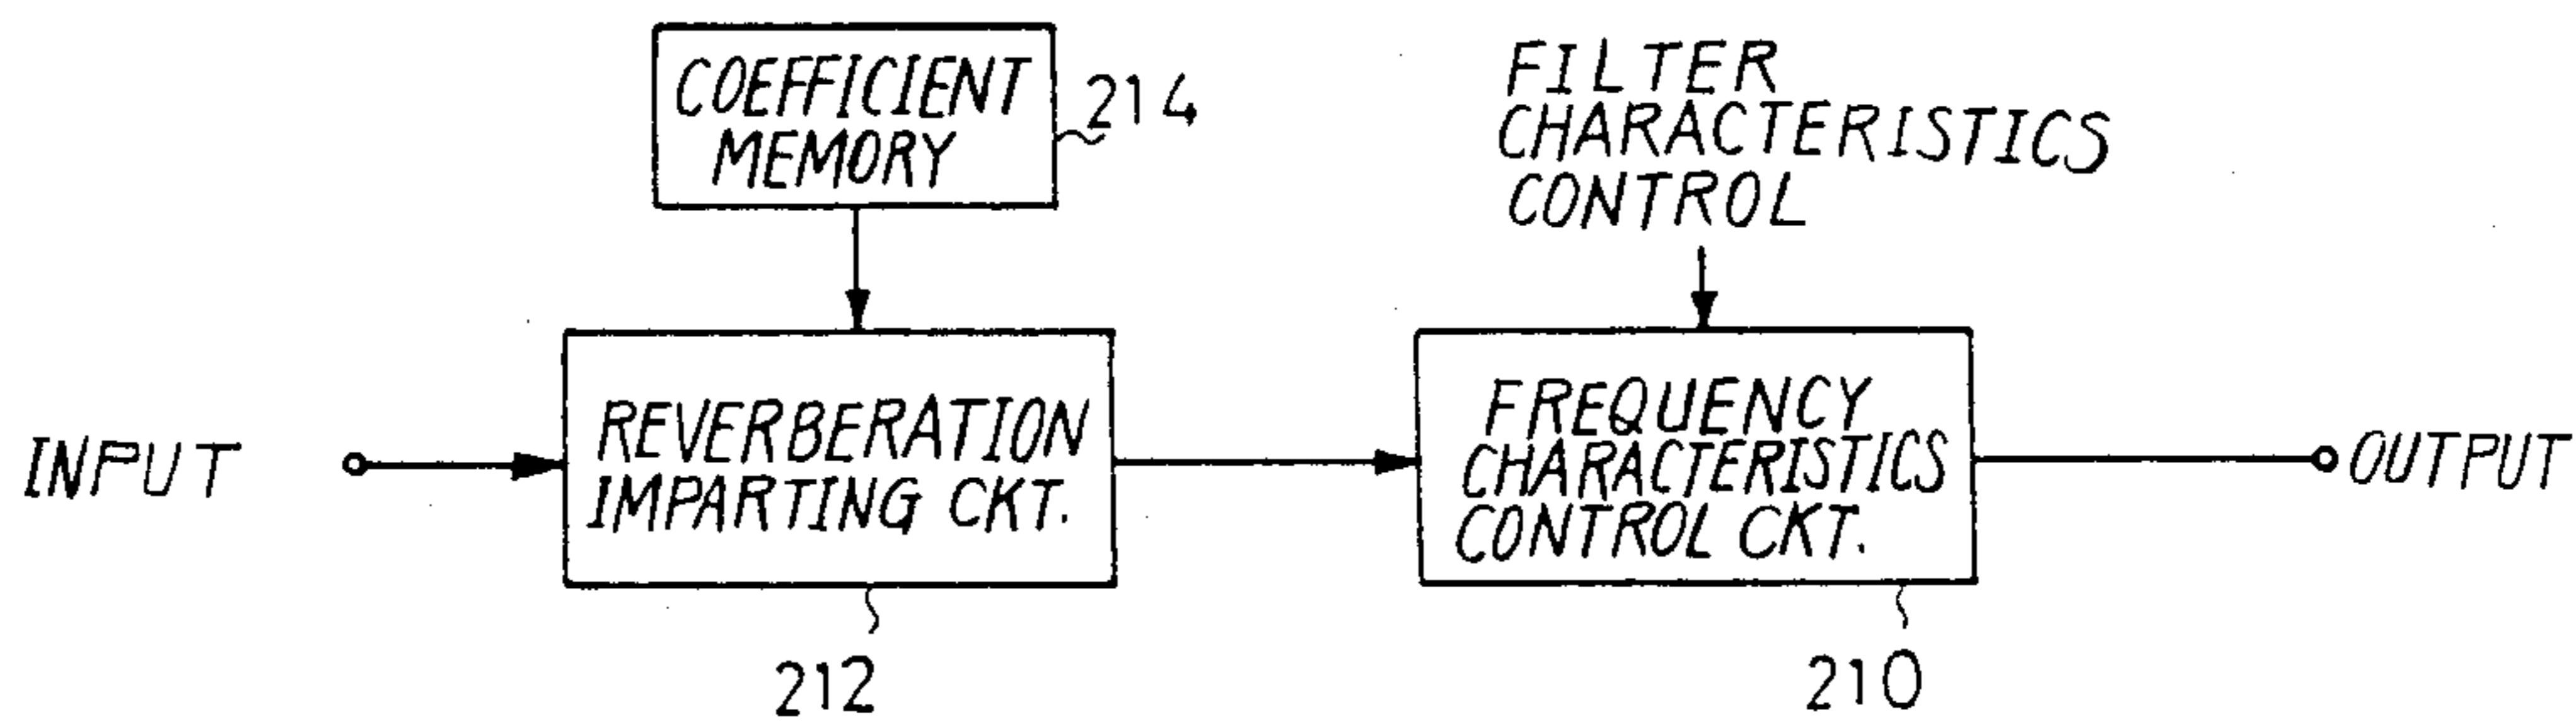 COEFFICIENT
MEMORY
214
FILTER
CHARACTERISTICS
CONTROL
INPUT
REVERBERATION
IMPARTING CKT.
212
FREQUENCY
CHARACTERISTICS
CONTROL CKT.
210
OUTPUT